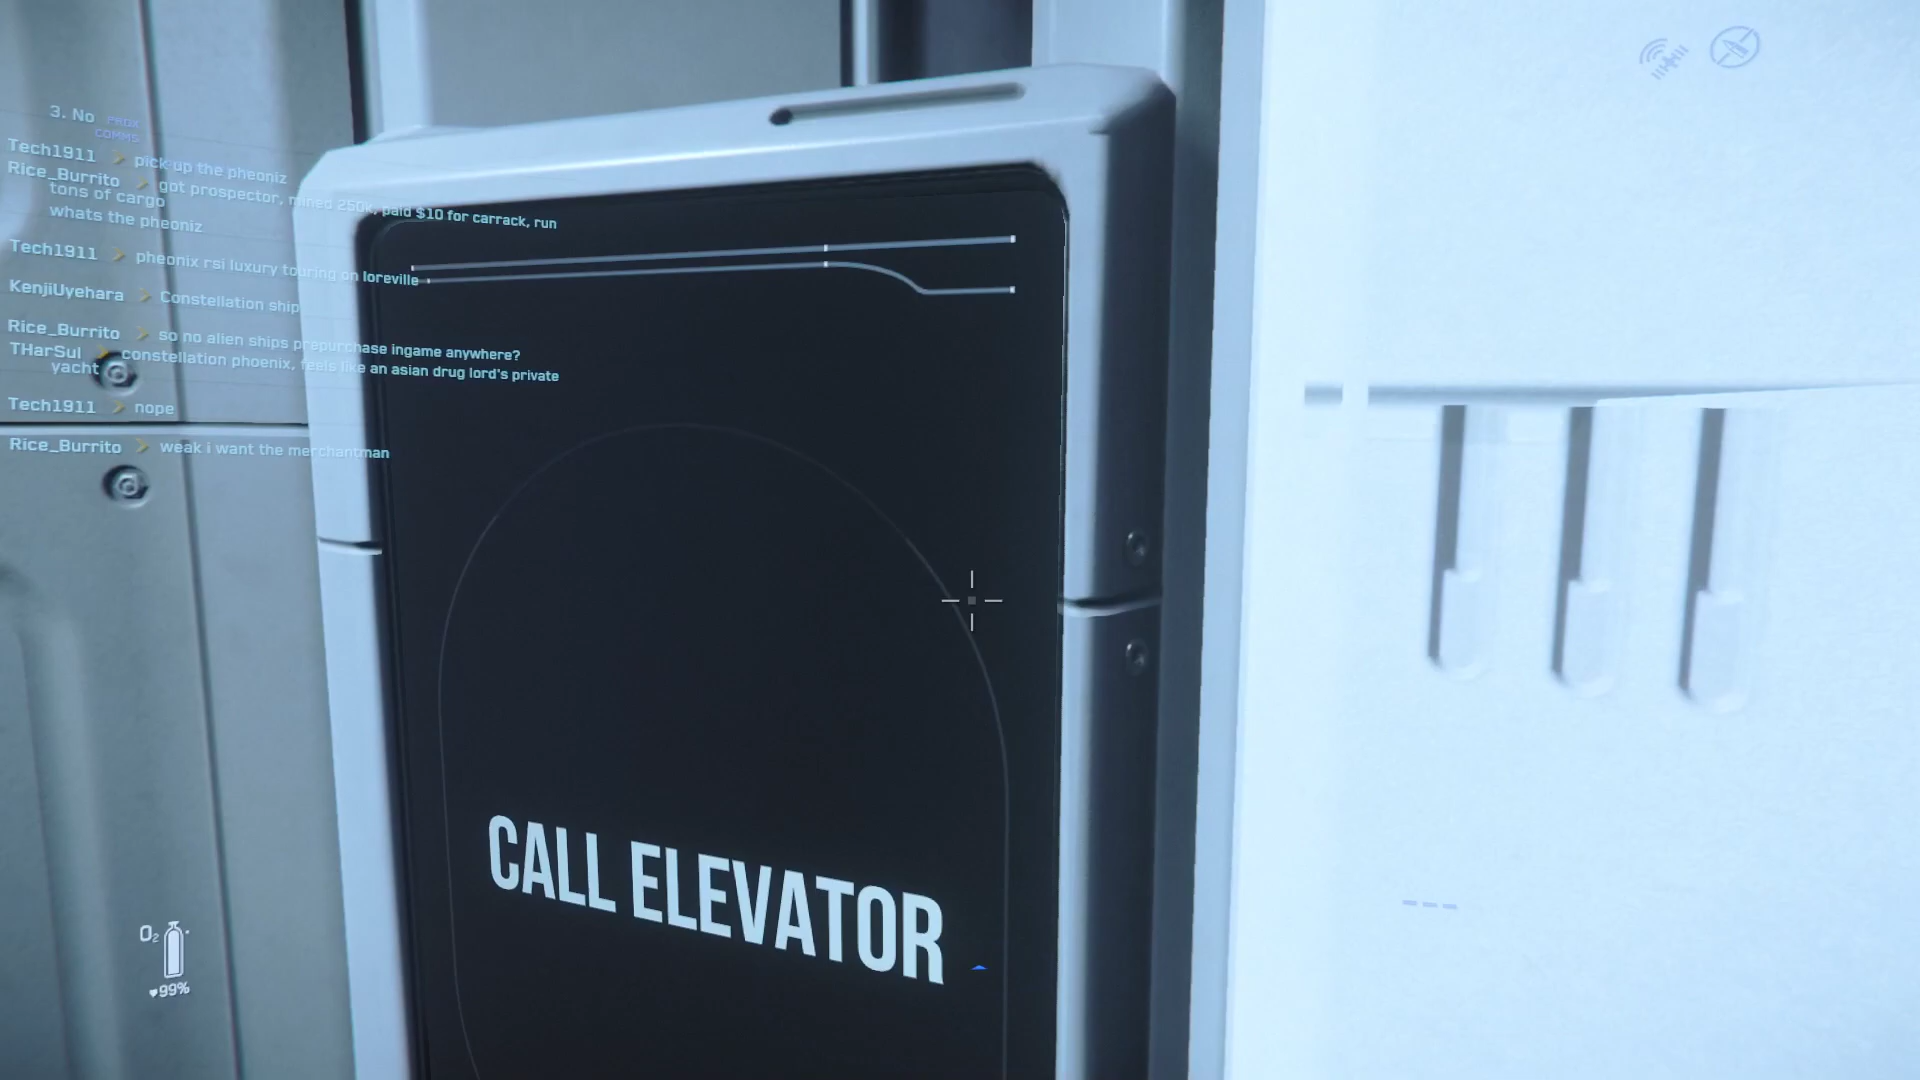 3. No
PRDX
COMMS
Tech1911 > pick up the pheoniz
Rice_Burrito > got prospector, mined 250k, paid $10 for carrack, run
tons of cargo
whats the pheoniz
Tech1911 > pheonix rsi luxury touring on loreville
KenjiUyehara > Constellation ship
Rice_Burrito > so no alien ships prepurchase ingame anywhere?
THarSul > constellation phoenix, feels like an asian drug lord's private
yacht
Tech1911 > nope
Rice_Burrito > weak i want the merchantman
CALL ELEVATOR
O₂
99%